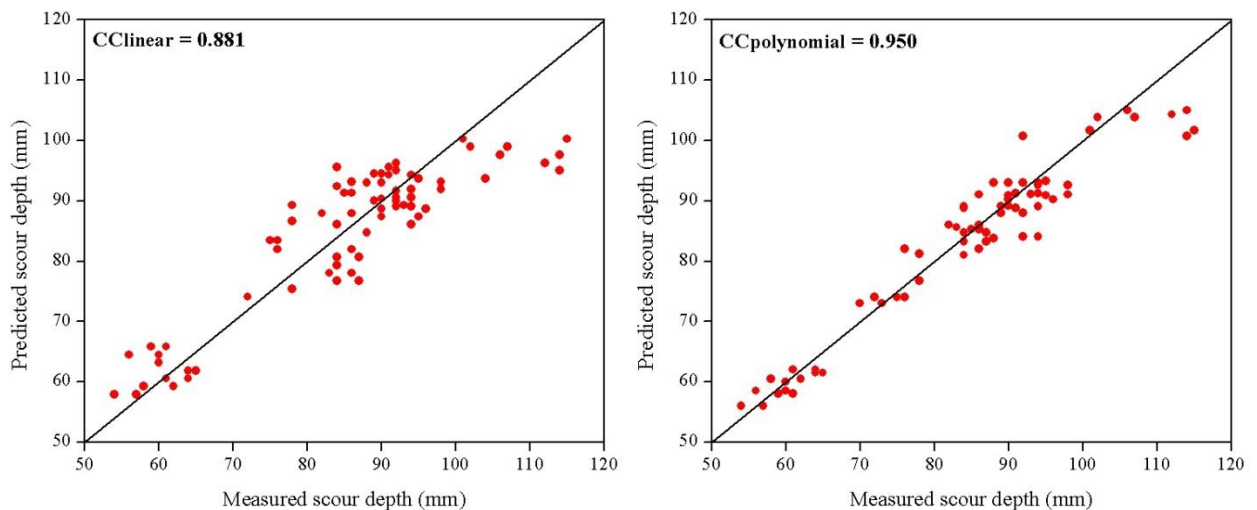 CClinear = 0.881
120
110
100
90
80
70
60
50
Predicted scour depth (mm)
50 60 70 80 90 100 110 120
Measured scour depth (mm)
CCpolynomial = 0.950
120
110
100
90
80
70
60
50
Predicted scour depth (mm)
50 60 70 80 90 100 110 120
Measured scour depth (mm)